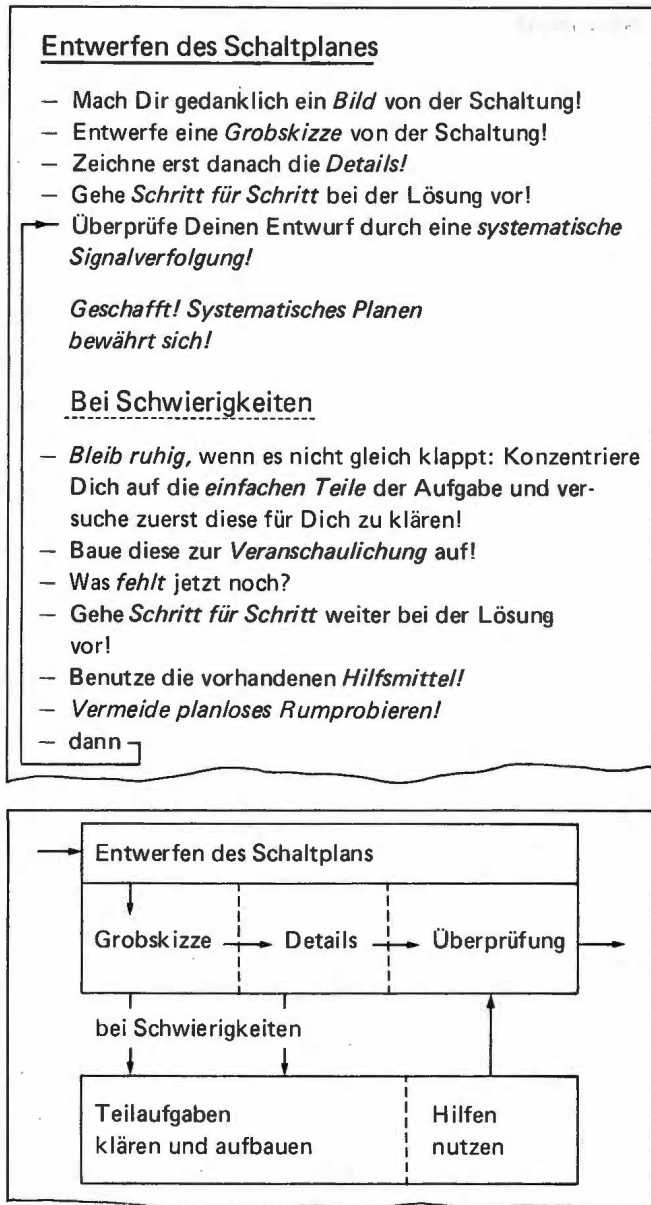 Entwerfen des Schaltplanes
— Mach Dir gedanklich ein Bild von der Schaltung!
— Entwerfe eine Grobskizze von der Schaltung!
— Zeichne erst danach die Details!
— Gehe Schritt für Schritt bei der Lösung vor!
Überprüfe Deinen Entwurf durch eine systematische
Signalverfolgung!
Geschafft! Systematisches Planen
bewährt sich!
Bei Schwierigkeiten
— Bleib ruhig, wenn es nicht gleich klappt: Konzentriere
Dich auf die einfachen Teile der Aufgabe und ver-
suche zuerst diese für Dich zu klären!
— Baue diese zur Veranschaulichung auf!
— Was fehlt jetzt noch?
— Gehe Schritt für Schritt weiter bei der Lösung
vor!
— Benutze die vorhandenen Hilfsmittel!
— Vermeide planloses Rumprobieren!
— dann
Entwerfen des Schaltplans
Grobskizze Details Überprüfung
bei Schwierigkeiten
Teilaufgaben Hilfen
klären und aufbauen nutzen